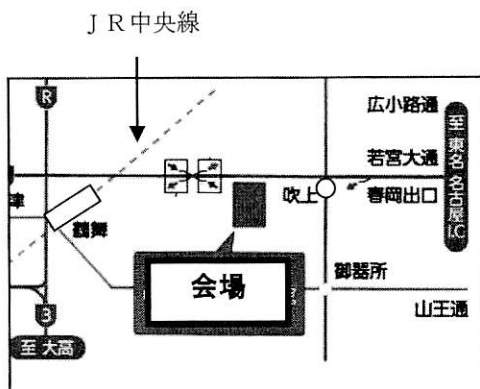 JR中央線
R
広小路通
若宮大通
吹上
春岡出口
至 東名 名古屋I.C
津
鶴舞
会場
御器所
山王通
3
至 大高